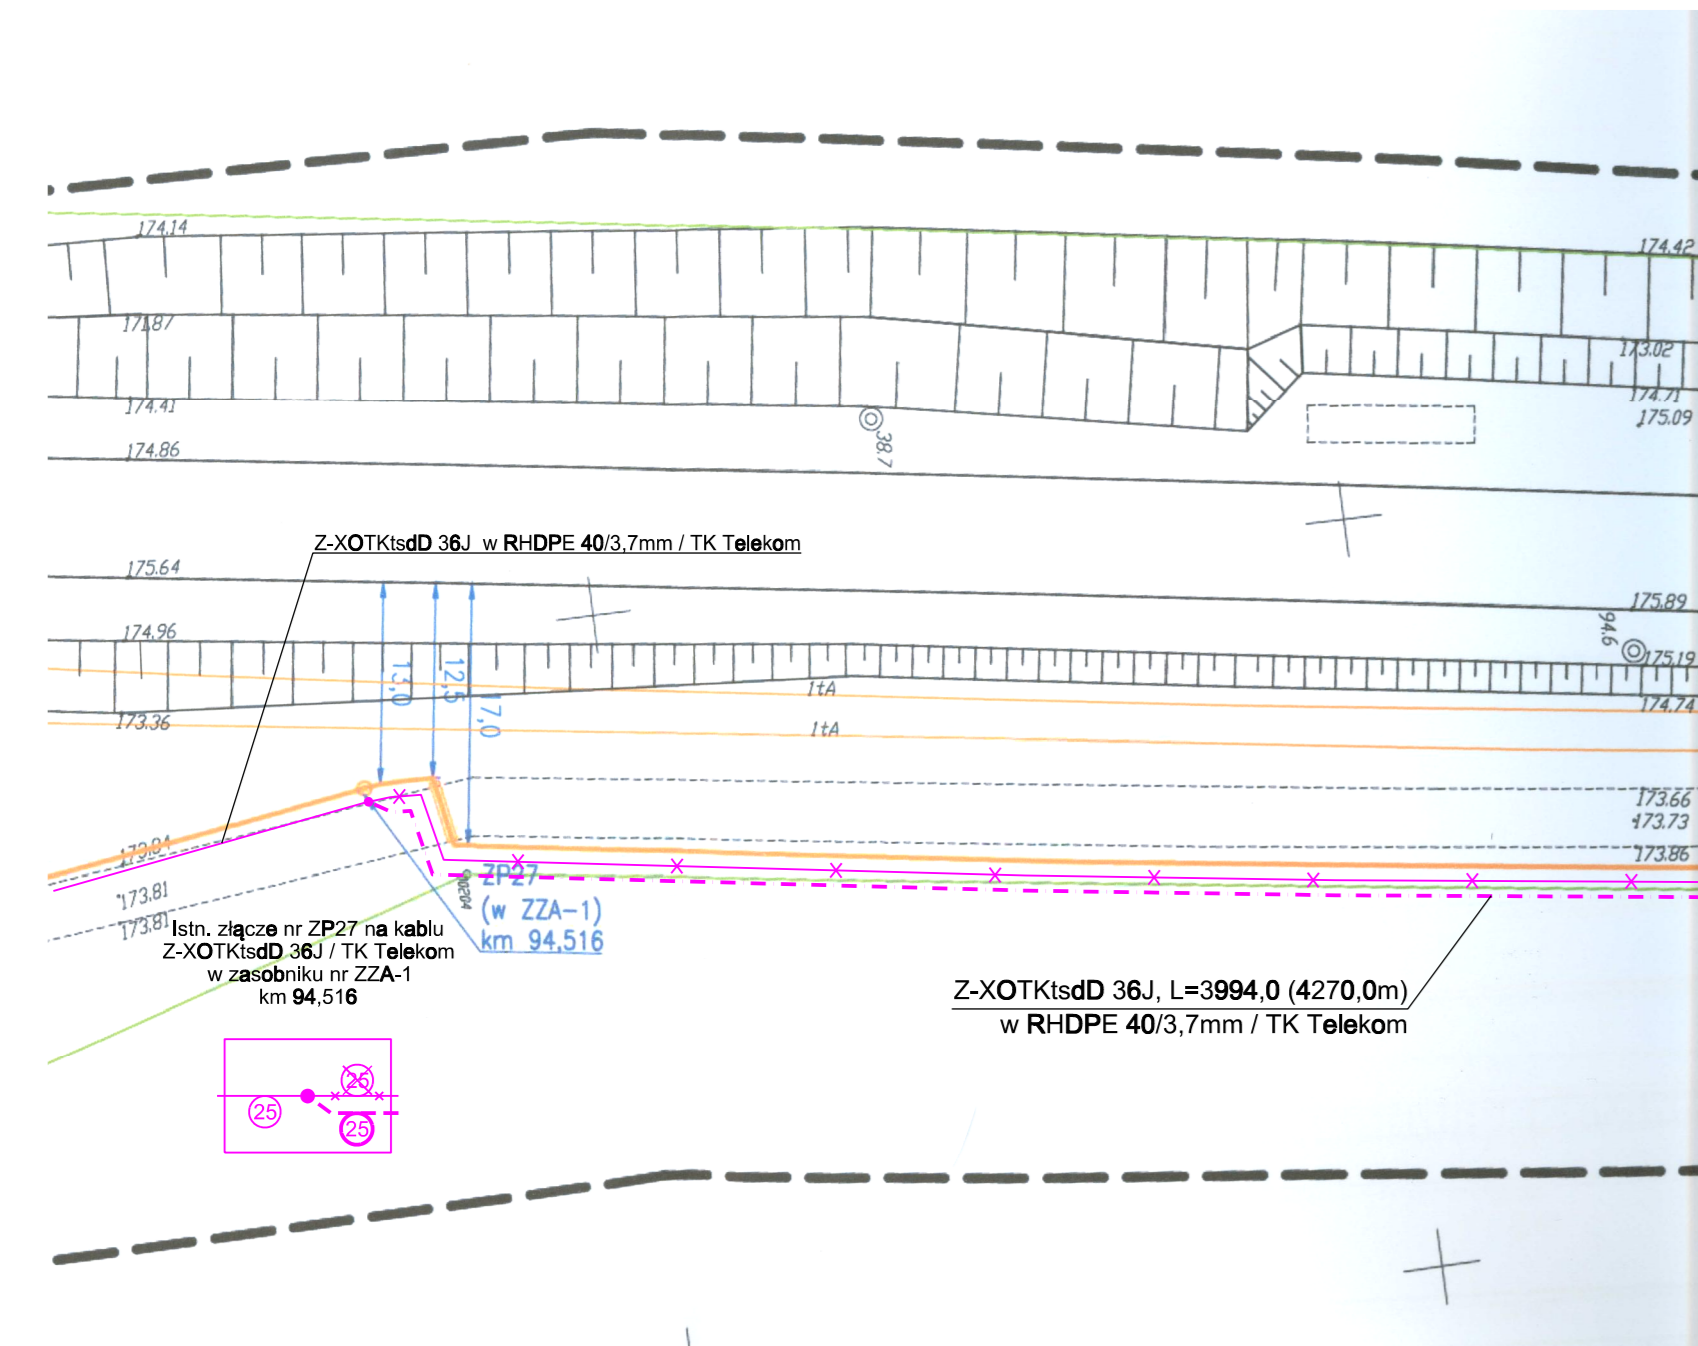 174.14
174.42
171.87
173.02
174.41
174.71
175.09
174.86
38.7
Z-XOTKtsdD 36J w RHDPE 40/3,7mm / TK Telekom
175.64
175.89
174.96
94.6
175.19
13,0
12,5
17,0
1tA
174.74
173.36
1tA
173.66
173.73
173.84
173.86
ZP27
(w ZZA-1)
km 94,516
173.81
173.81
Istn. złącze nr ZP27 na kablu
Z-XOTKtsdD 36J / TK Telekom
w zasobniku nr ZZA-1
km 94,516
Z-XOTKtsdD 36J, L=3994,0 (4270,0m)
w RHDPE 40/3,7mm / TK Telekom
25
25
25